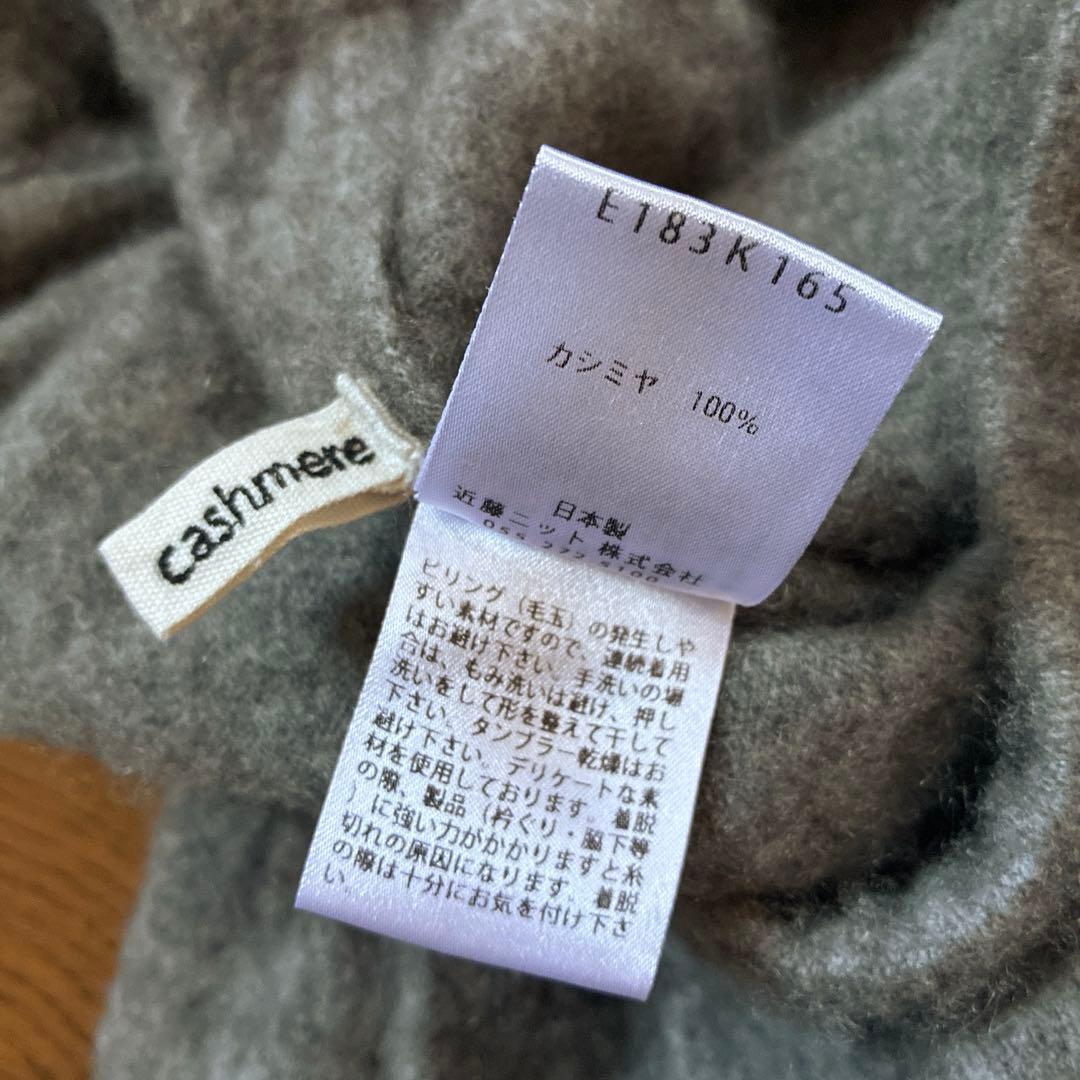 E183K165
カシミヤ 100%
日本製
近藤ニット株式会社
cashmere
ピリング（毛玉）の発生しや
すい素材ですので、連続着用
はお避け下さい。手洗いの場
合は、もみ洗いは避け、押し
洗いをして形を整えて干して
下さい。タンブラー乾燥はお
避け下さい。デリケートな素
材を使用しております。着脱
の際、製品（衿ぐり・脇下等
）に強い力がかかりますと糸
切れの原因になります。着脱
の際は十分にお気を付け下さ
い。